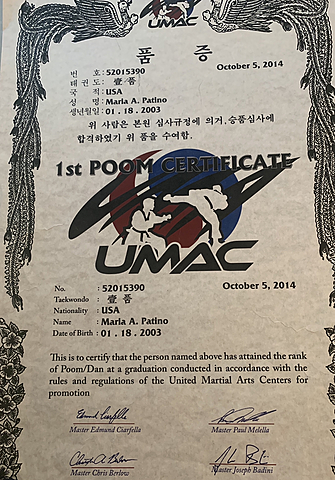 UMAC
품 증
번 호: 52015390
October 5, 2014
태 권 도: 壹 품
국 적: USA
성 명: Maria A. Patino
생년월일: 01 . 18 . 2003
위 사람은 본원 심사규정에 의거, 승품심사에
합격하였기 위 품을 수여함.
1st POOM CERTIFICATE
UMAC
No. : 52015390
October 5, 2014
Taekwondo : 壹 품
Nationality : USA
Name : Maria A. Patino
Date of Birth : 01 . 18 . 2003
This is to certify that the person named above has attained the rank
of Poom/Dan at a graduation conducted in accordance with the
rules and regulations of the United Martial Arts Centers for
promotion
Master Edmund Ciarfella
Master Paul Melella
Master Chris Berlow
Master Joseph Badini